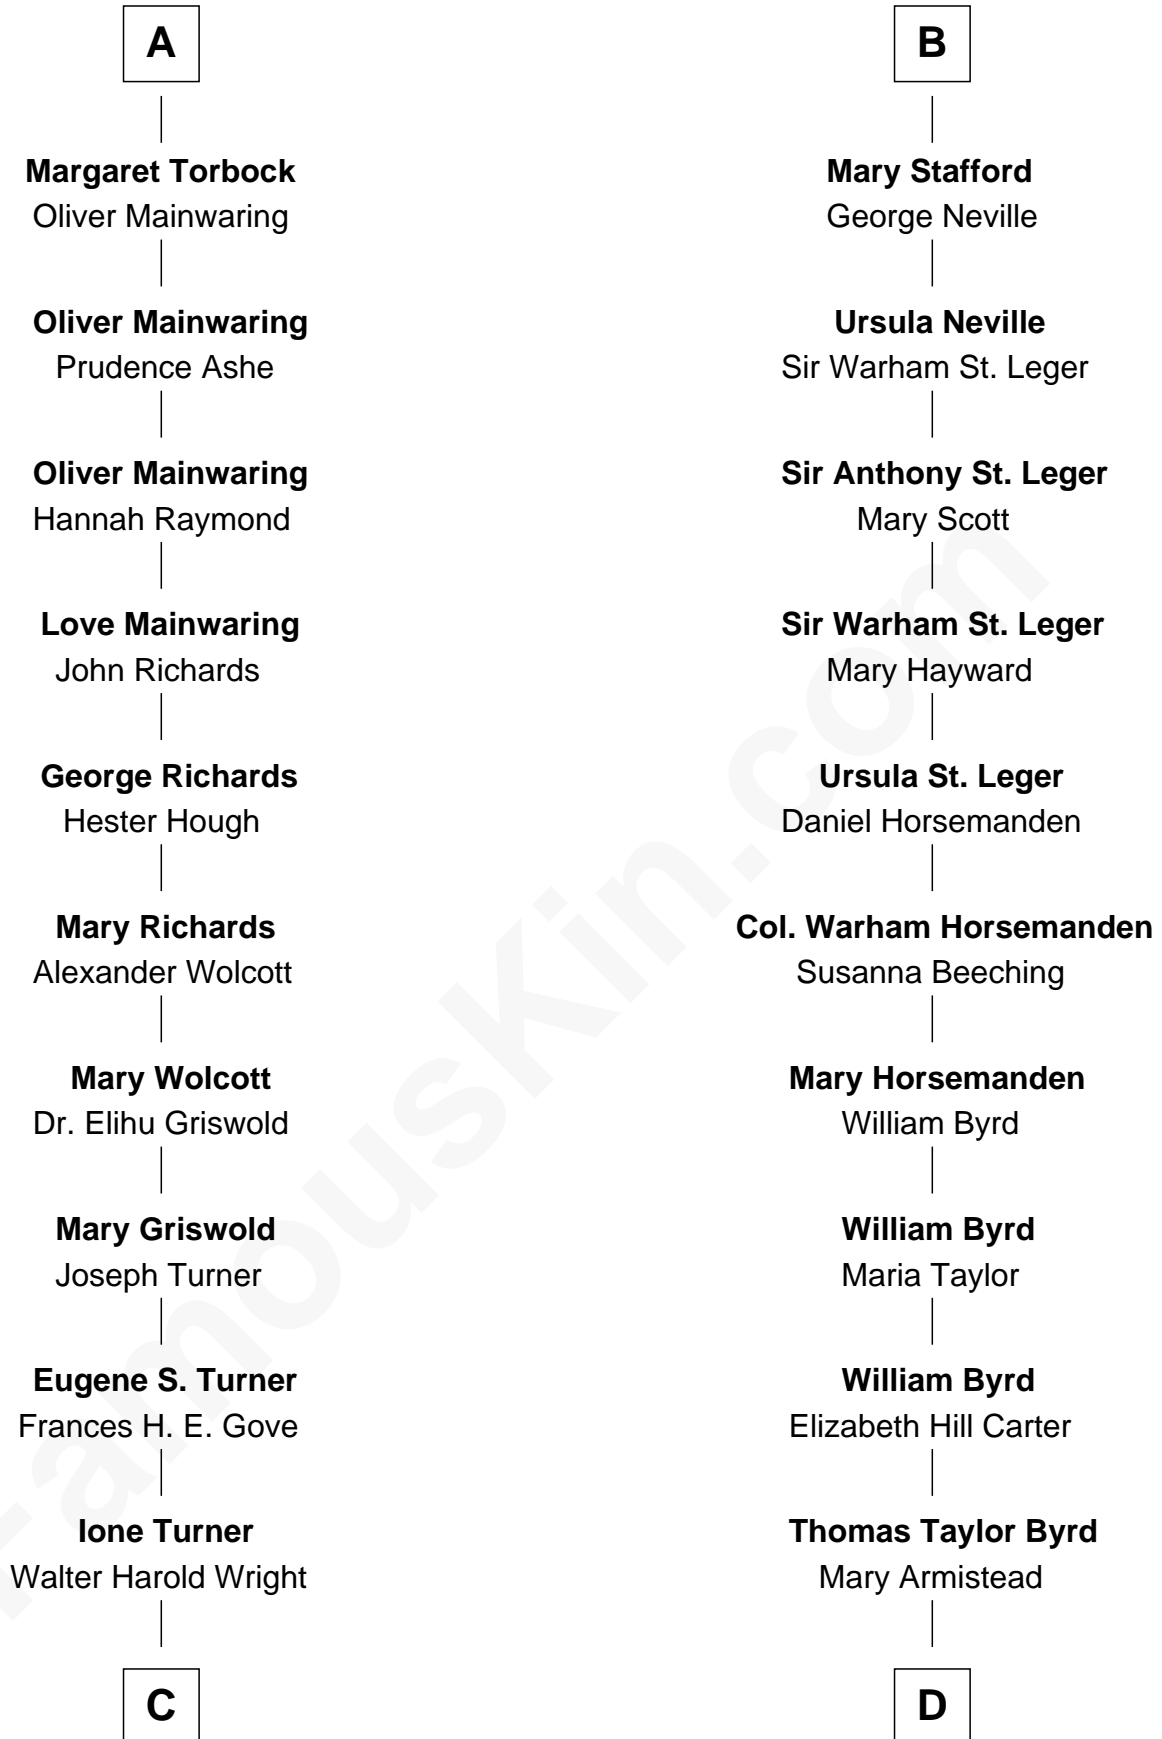 A
Margaret Torbock
Oliver Mainwaring
Oliver Mainwaring
Prudence Ashe
Oliver Mainwaring
Hannah Raymond
Love Mainwaring
John Richards
George Richards
Hester Hough
Mary Richards
Alexander Wolcott
Mary Wolcott
Dr. Elihu Griswold
Mary Griswold
Joseph Turner
Eugene S. Turner
Frances H. E. Gove
Ione Turner
Walter Harold Wright
C
B
Mary Stafford
George Neville
Ursula Neville
Sir Warham St. Leger
Sir Anthony St. Leger
Mary Scott
Sir Warham St. Leger
Mary Hayward
Ursula St. Leger
Daniel Horsemanden
Col. Warham Horsemanden
Susanna Beeching
Mary Horsemanden
William Byrd
William Byrd
Maria Taylor
William Byrd
Elizabeth Hill Carter
Thomas Taylor Byrd
Mary Armistead
D
FamousKin.com